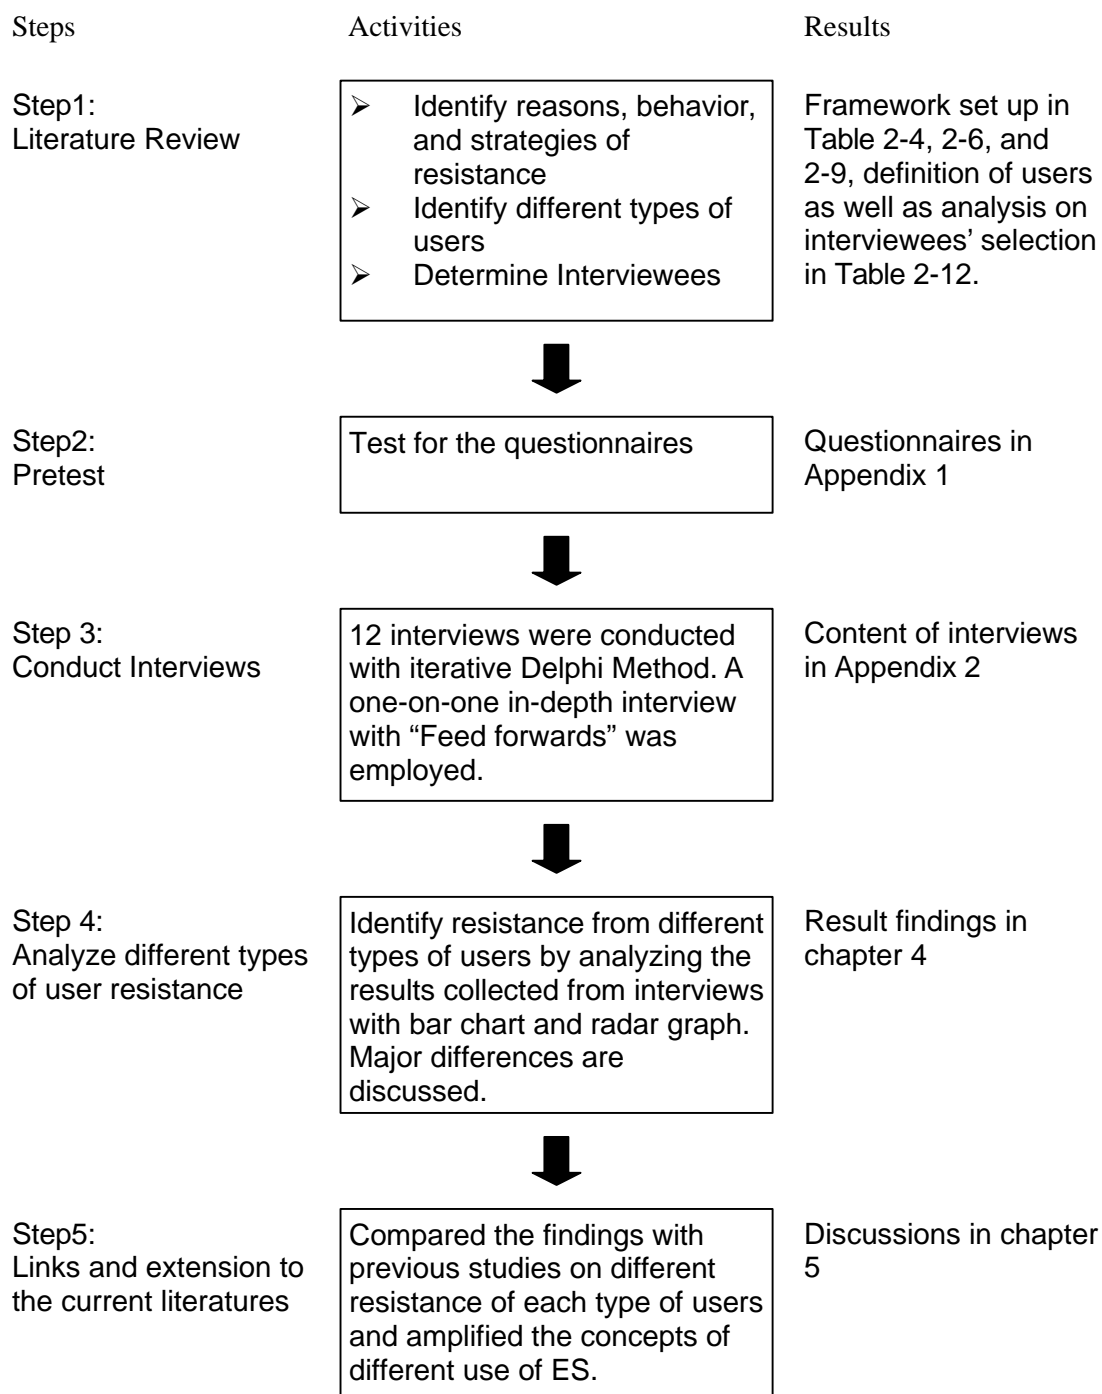 Steps
Activities
Results
Step1:
Literature Review
➢ Identify reasons, behavior,
and strategies of
resistance
➢ Identify different types of
users
➢ Determine Interviewees
Framework set up in
Table 2-4, 2-6, and
2-9, definition of users
as well as analysis on
interviewees’ selection
in Table 2-12.
Step2:
Pretest
Test for the questionnaires
Questionnaires in
Appendix 1
Step 3:
Conduct Interviews
12 interviews were conducted
with iterative Delphi Method. A
one-on-one in-depth interview
with “Feed forwards” was
employed.
Content of interviews
in Appendix 2
Step 4:
Analyze different types
of user resistance
Identify resistance from different
types of users by analyzing the
results collected from interviews
with bar chart and radar graph.
Major differences are
discussed.
Result findings in
chapter 4
Step5:
Links and extension to
the current literatures
Compared the findings with
previous studies on different
resistance of each type of users
and amplified the concepts of
different use of ES.
Discussions in chapter
5